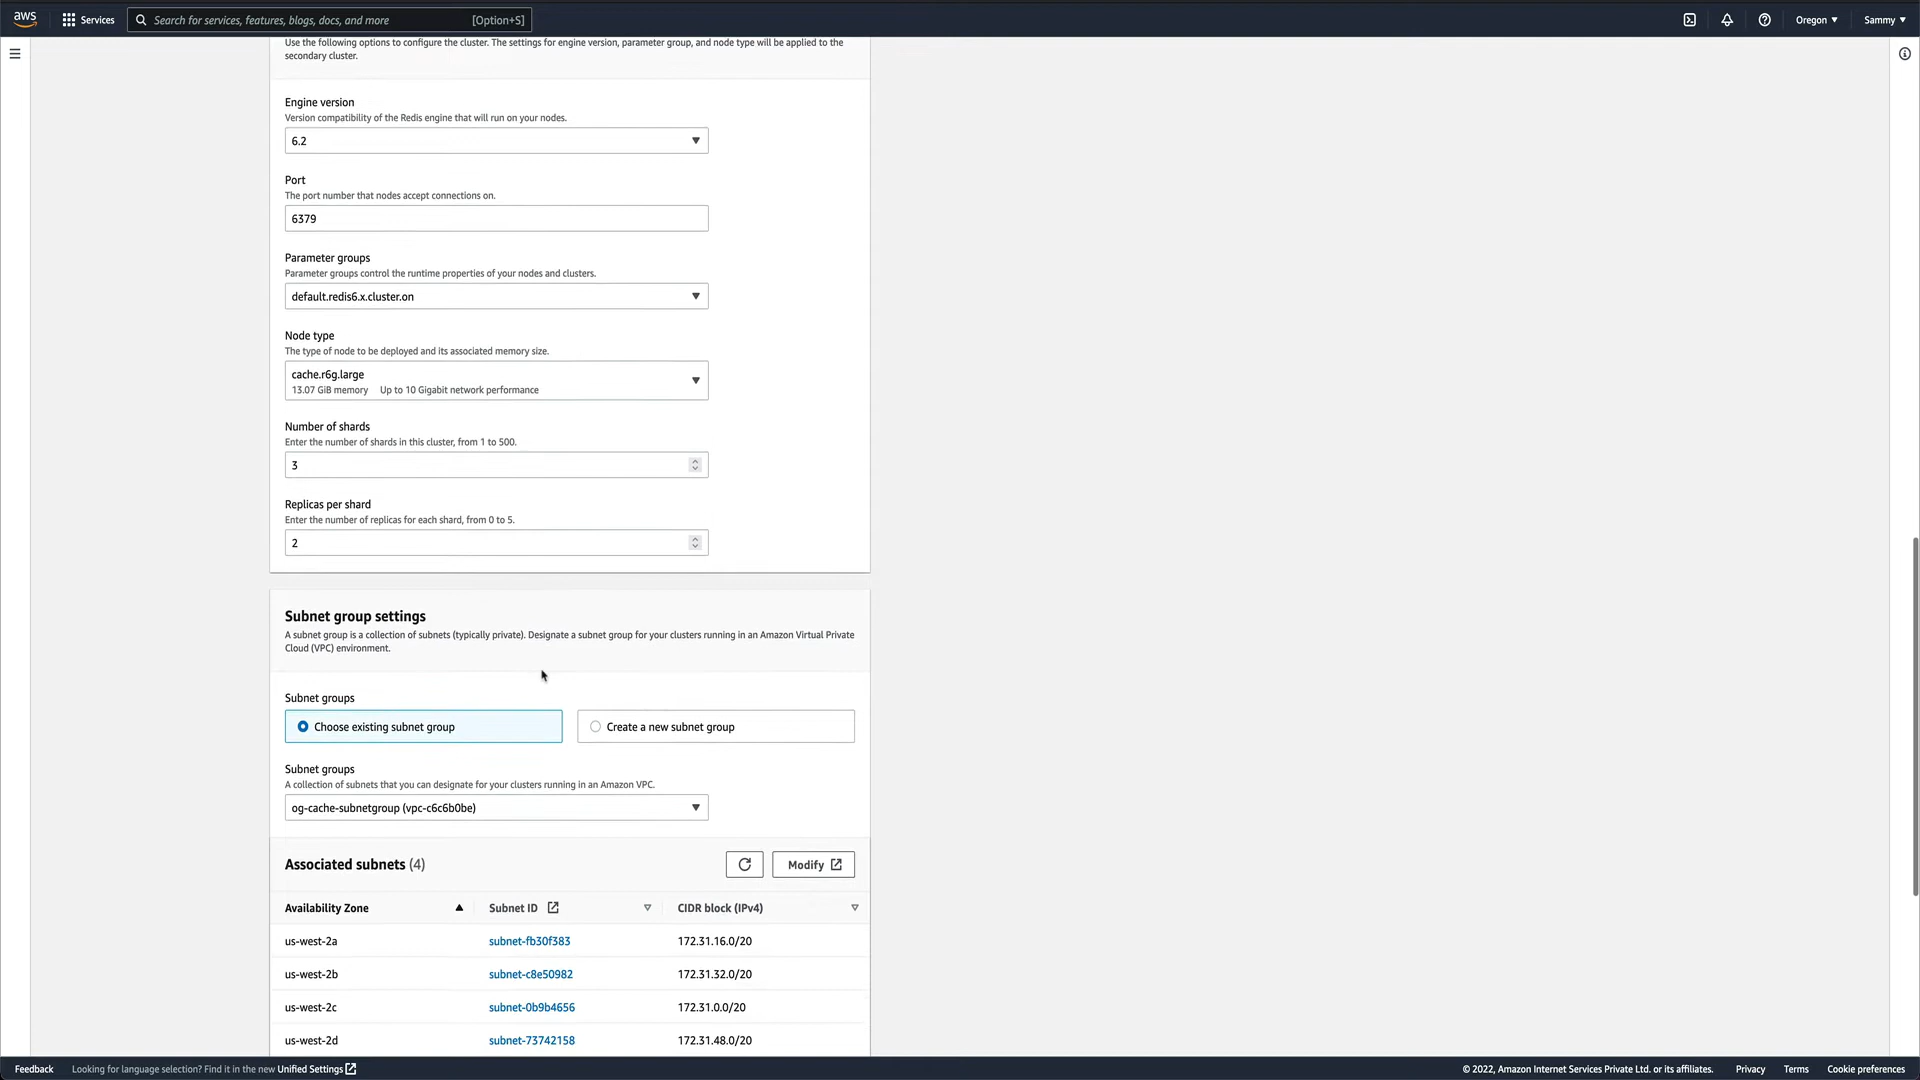 aws
Services
Search for services, features, blogs, docs, and more
[Option+S]
Oregon
Sammy
Use the following options to configure the cluster. The settings for engine version, parameter group, and node type will be applied to the
secondary cluster.
Engine version
Version compatibility of the Redis engine that will run on your nodes.
6.2
Port
The port number that nodes accept connections on.
6379
Parameter groups
Parameter groups control the runtime properties of your nodes and clusters.
default.redis6.x.cluster.on
Node type
The type of node to be deployed and its associated memory size.
cache.r6g.large
13.07 GiB memory Up to 10 Gigabit network performance
Number of shards
Enter the number of shards in this cluster, from 1 to 500.
3
Replicas per shard
Enter the number of replicas for each shard, from 0 to 5.
2
Subnet group settings
A subnet group is a collection of subnets (typically private). Designate a subnet group for your clusters running in an Amazon Virtual Private
Cloud (VPC) environment.
Subnet groups
Choose existing subnet group
Create a new subnet group
Subnet groups
A collection of subnets that you can designate for your clusters running in an Amazon VPC.
og-cache-subnetgroup (vpc-c6c6b0be)
Associated subnets (4)
Modify
Availability Zone Subnet ID CIDR block (IPv4)
us-west-2a subnet-fb30f383 172.31.16.0/20
us-west-2b subnet-c8e50982 172.31.32.0/20
us-west-2c subnet-0b9b4656 172.31.0.0/20
us-west-2d subnet-73742158 172.31.48.0/20
Feedback
Looking for language selection? Find it in the new Unified Settings
© 2022, Amazon Internet Services Private Ltd. or its affiliates.
Privacy
Terms
Cookie preferences